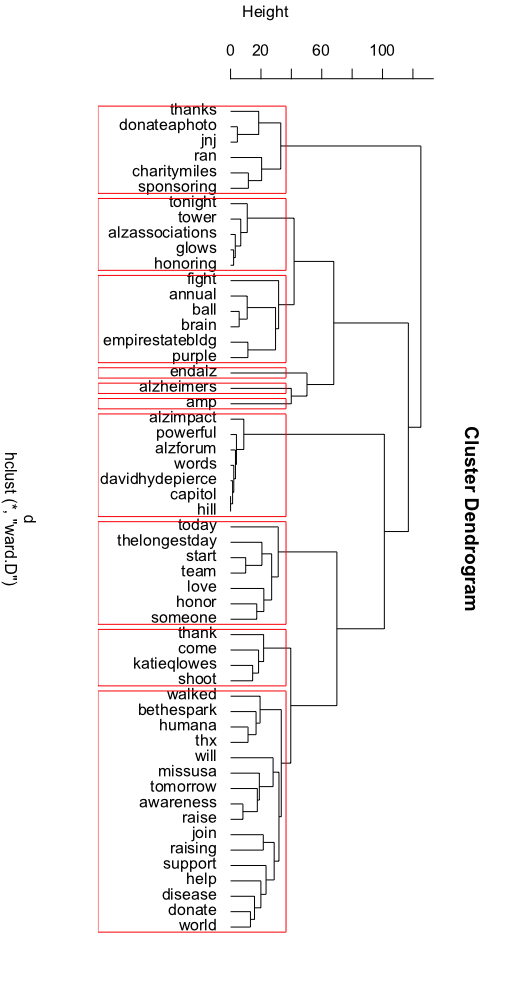 Height
0 20 60 100
thanks
donateaphoto
jnj
ran
charitymiles
sponsoring
tonight
tower
alzassociations
glows
honoring
fight
annual
ball
brain
empirestatebldg
purple
endalz
alzheimers
amp
alzimpact
powerful
alzforum
words
davidhydepierce
capitol
hill
today
thelongestday
start
team
love
honor
someone
thank
come
katieqlowes
shoot
walked
bethespark
humana
thx
will
missusa
tomorrow
awareness
raise
join
raising
support
help
disease
donate
world
Cluster Dendrogram
d
hclust (*, "ward.D")